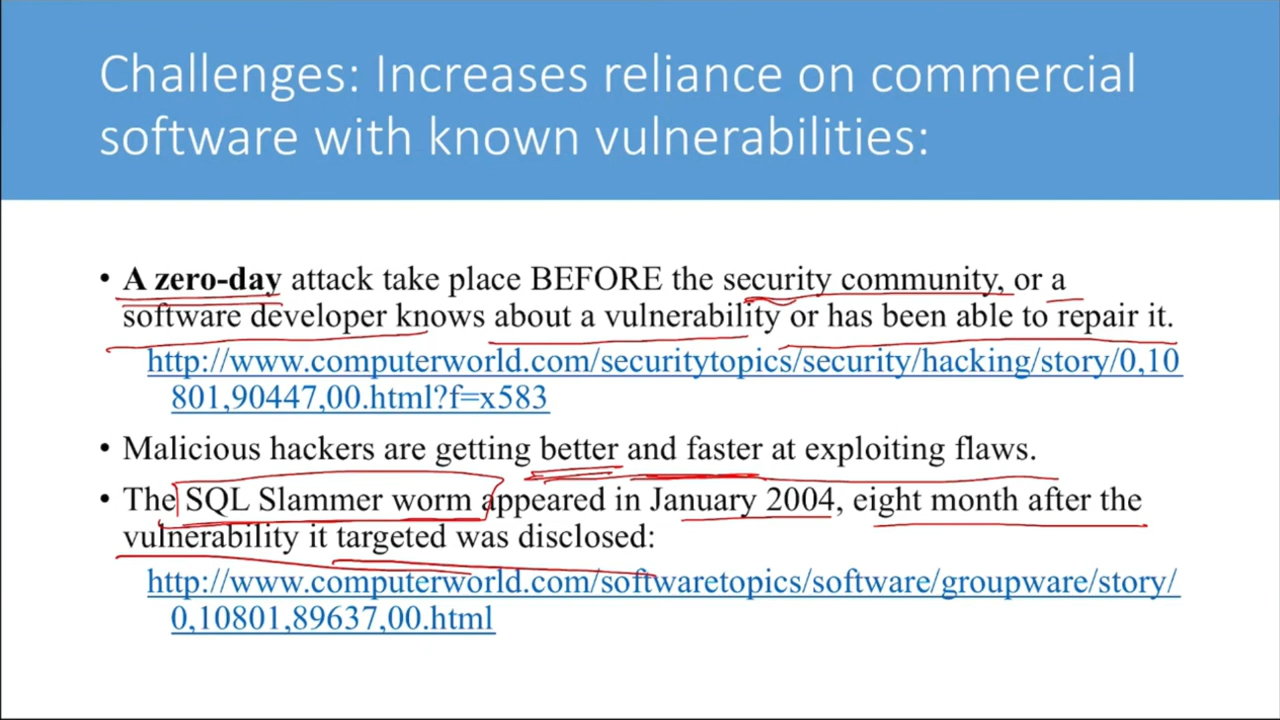 Challenges: Increases reliance on commercial
software with known vulnerabilities:
• A zero-day attack take place BEFORE the security community, or a
software developer knows about a vulnerability or has been able to repair it.
http://www.computerworld.com/securitytopics/security/hacking/story/0,10
801,90447,00.html?f=x583
• Malicious hackers are getting better and faster at exploiting flaws.
• The SQL Slammer worm appeared in January 2004, eight month after the
vulnerability it targeted was disclosed:
http://www.computerworld.com/softwaretopics/software/groupware/story/
0,10801,89637,00.html